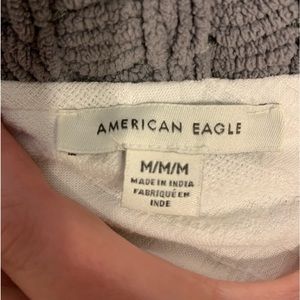 AMERICAN EAGLE
M/M/M
MADE IN INDIA
FABRIQUÉ EN
INDE